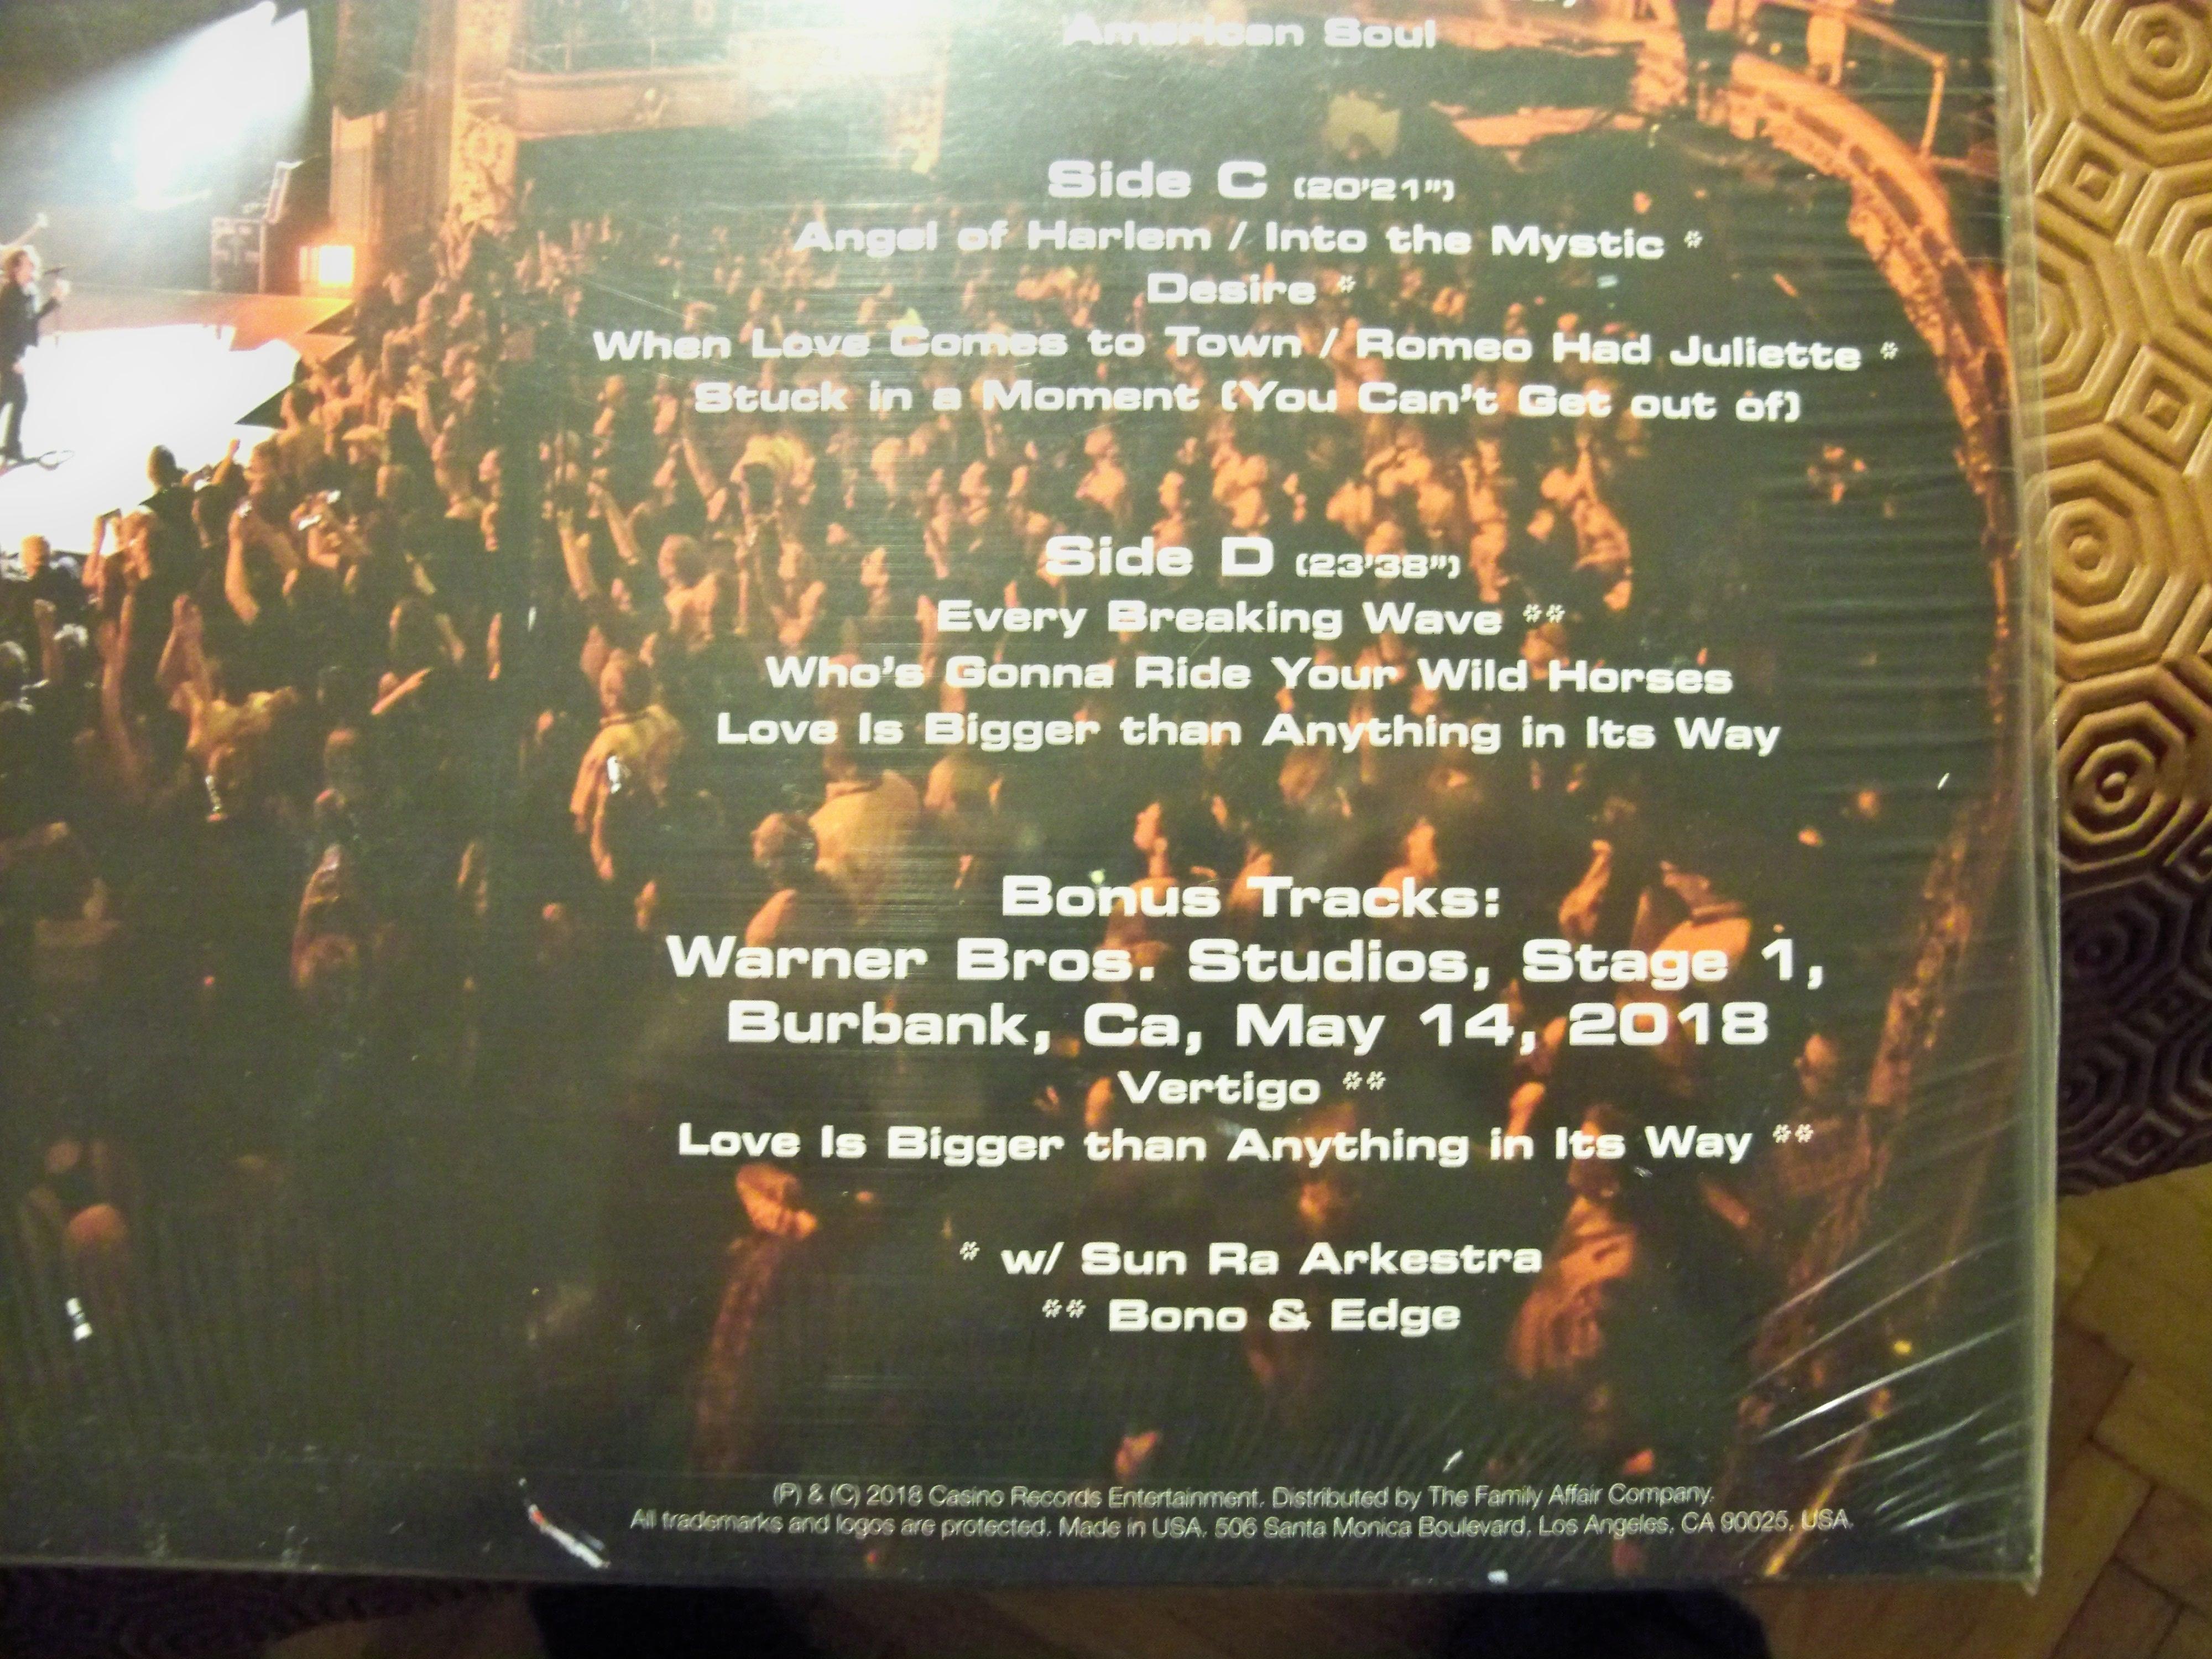 American Soul
Side C (20'21")
Angel of Harlem / Into the Mystic *
Desire *
When Love Comes to Town / Romeo Had Juliette *
Stuck in a Moment (You Can't Get out of)
Side D (23'38")
Every Breaking Wave **
Who's Gonna Ride Your Wild Horses
Love Is Bigger than Anything in Its Way
Bonus Tracks:
Warner Bros. Studios, Stage 1,
Burbank, Ca, May 14, 2018
Vertigo **
Love Is Bigger than Anything in Its Way **
* w/ Sun Ra Arkestra
** Bono & Edge
(P) & (C) 2018 Casino Records Entertainment. Distributed by The Family Affair Company.
All trademarks and logos are protected. Made in USA. 506 Santa Monica Boulevard, Los Angeles, CA 90025, USA.